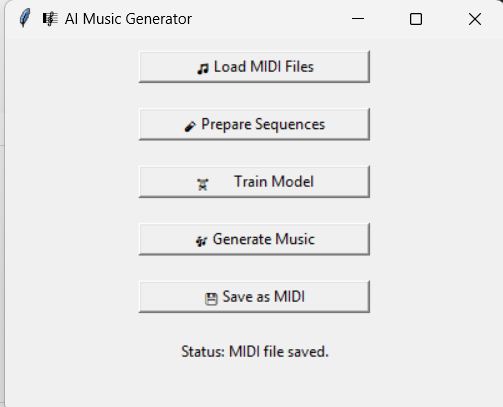 AI Music Generator
Load MIDI Files
Prepare Sequences
Train Model
Generate Music
Save as MIDI
Status: MIDI file saved.